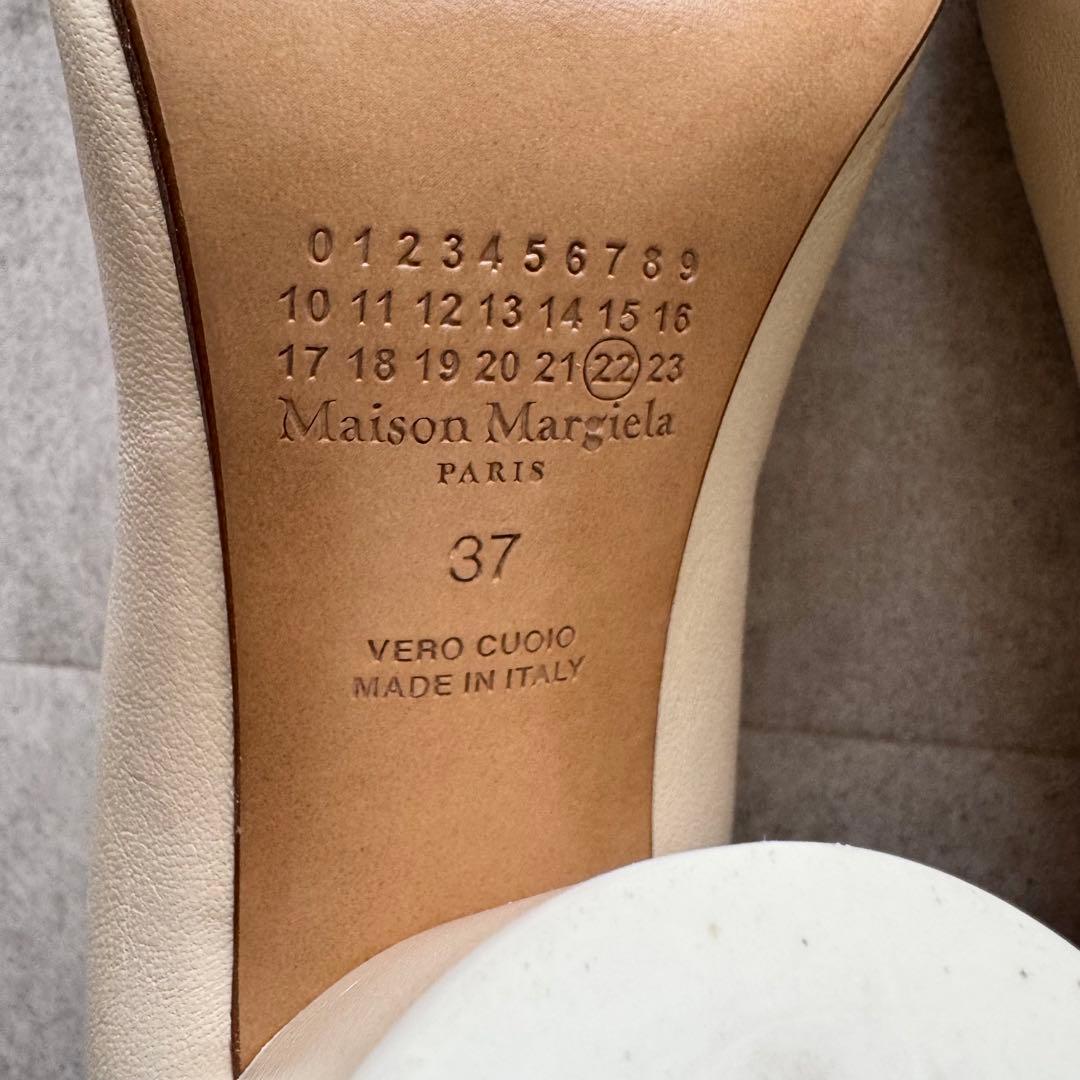 0 1 2 3 4 5 6 7 8 9
10 11 12 13 14 15 16
17 18 19 20 21 22 23
Maison Margiela
PARIS
37
VERO CUOIO
MADE IN ITALY